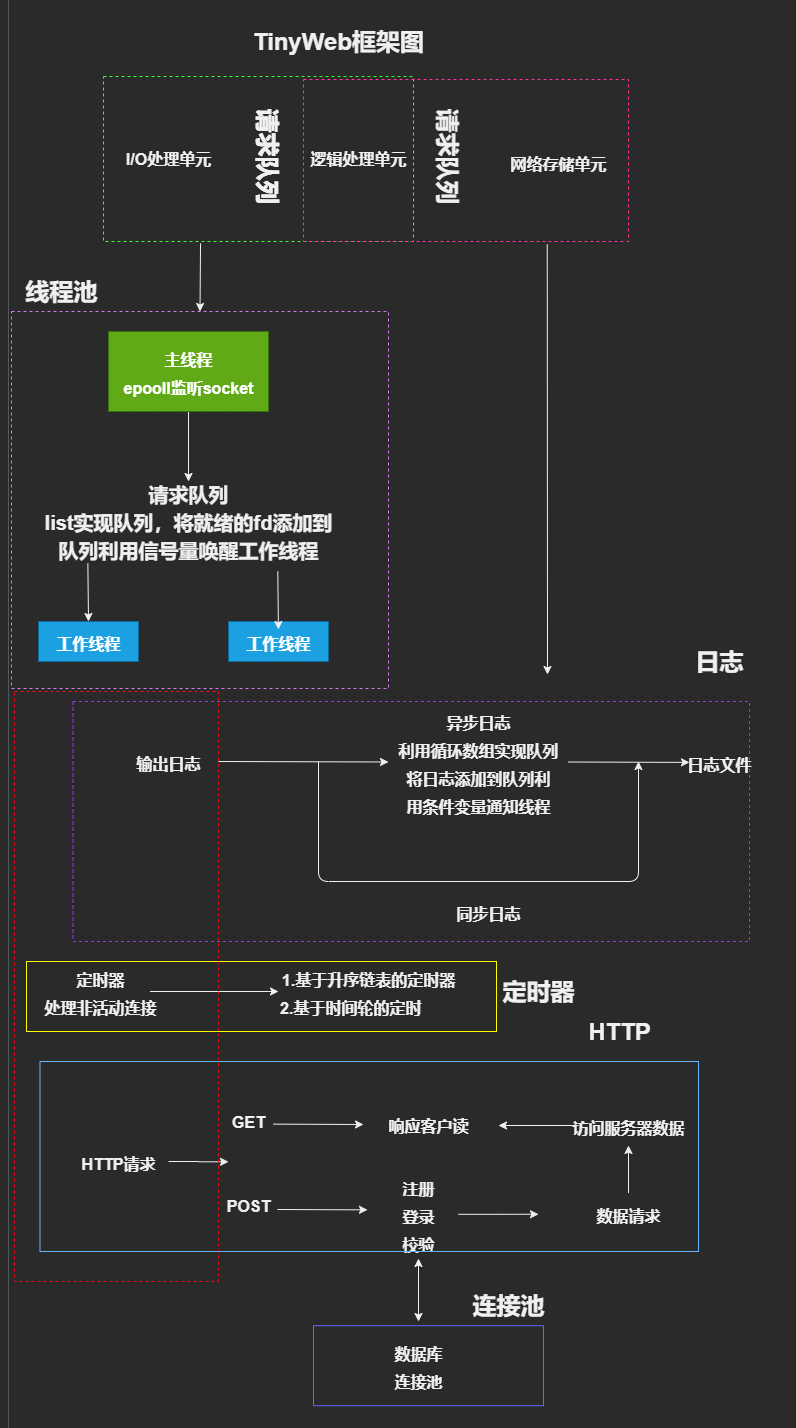 TinyWeb框架图
I/O处理单元
请求队列
逻辑处理单元
请求队列
网络存储单元
线程池
主线程
epooll监听socket
请求队列
list实现队列，将就绪的fd添加到
队列利用信号量唤醒工作线程
工作线程
工作线程
日志
输出日志
异步日志
利用循环数组实现队列
将日志添加到队列利
用条件变量通知线程
日志文件
同步日志
定时器
处理非活动连接
1.基于升序链表的定时器
2.基于时间轮的定时
定时器
HTTP
HTTP请求
GET
响应客户读
访问服务器数据
POST
注册
登录
校验
数据请求
连接池
数据库
连接池